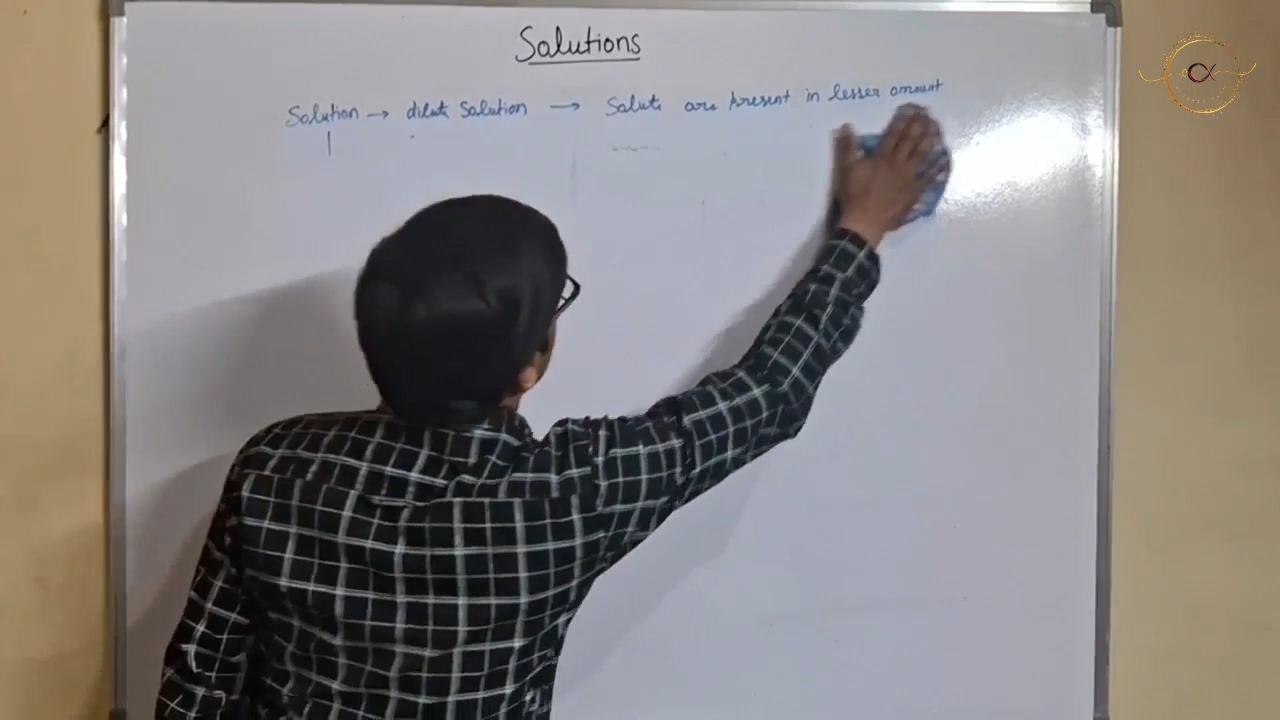 Solutions
Solution → dilute Solution → Solute are present in lesser amount